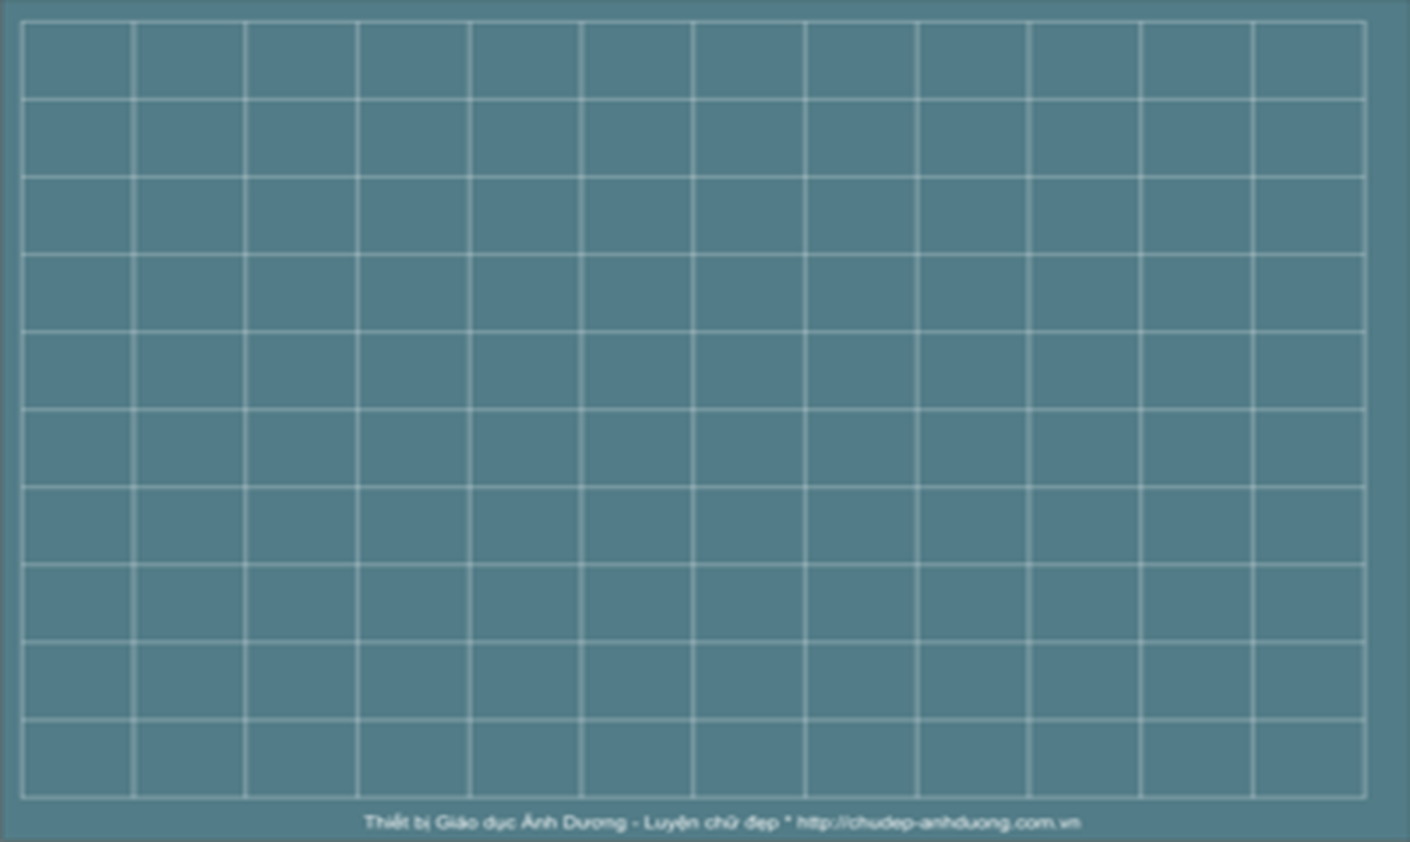 Thiết bị Giáo dục Ánh Dương - Luyện chữ đẹp * http://chudep-anhduong.com.vn